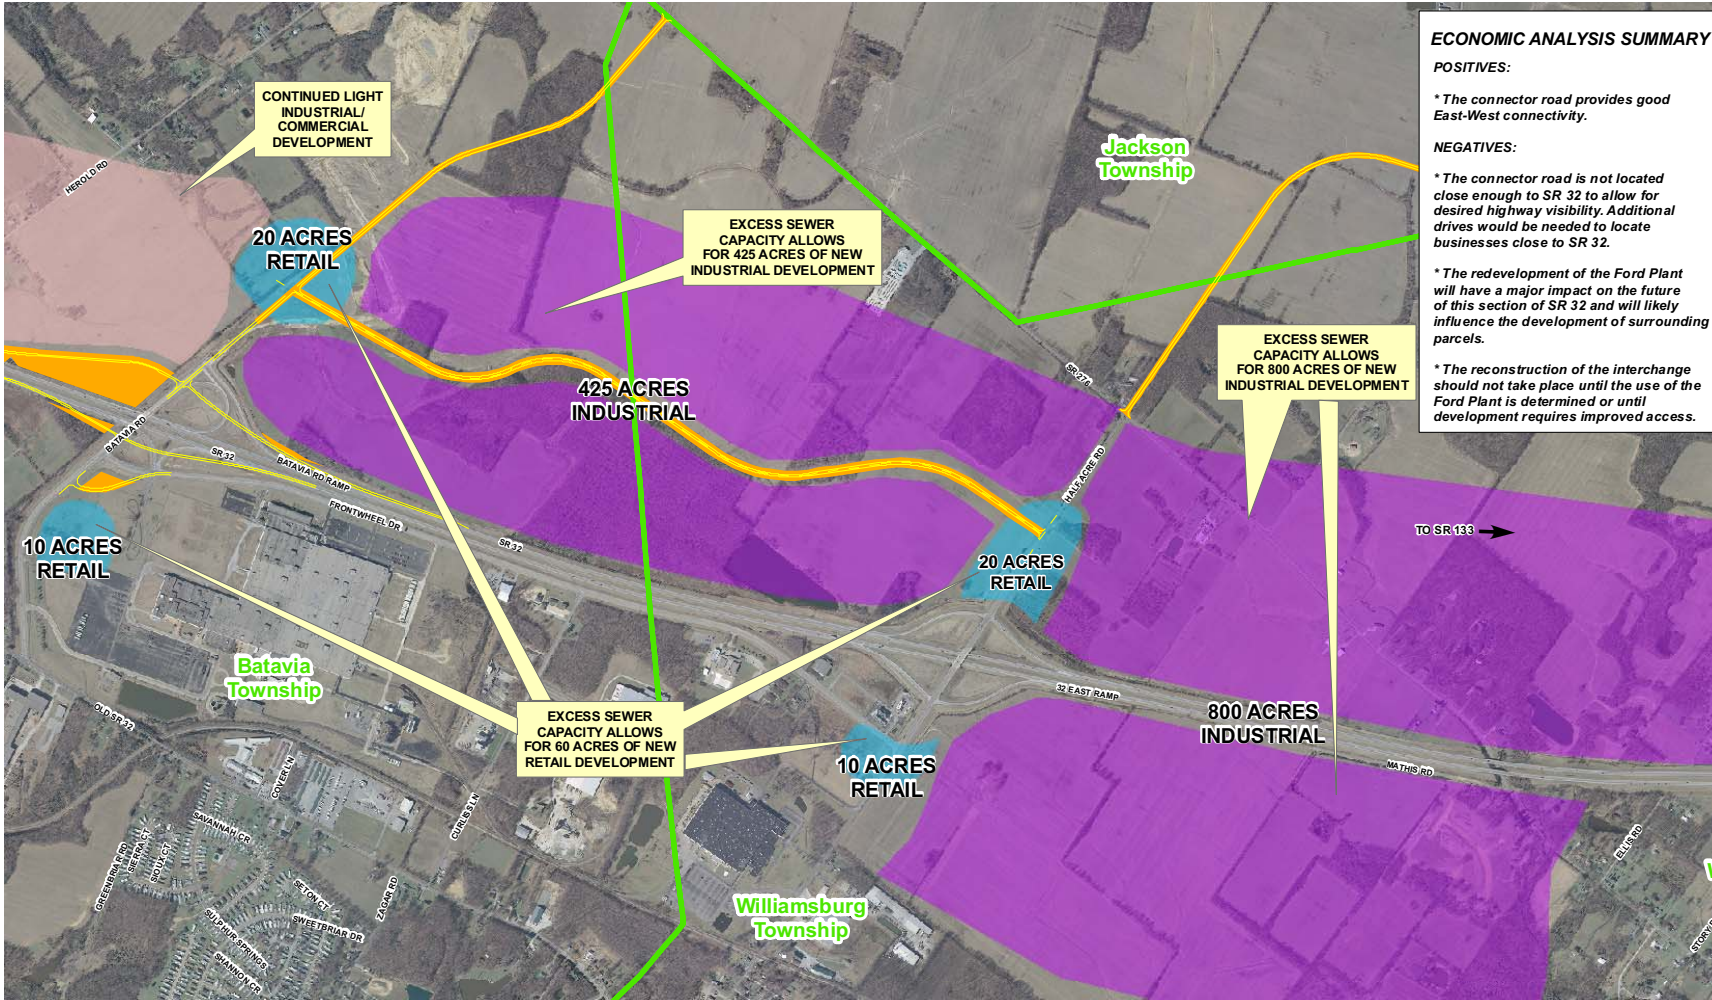 ECONOMIC ANALYSIS SUMMARY
POSITIVES:
* The connector road provides good
East-West connectivity.
NEGATIVES:
* The connector road is not located
close enough to SR 32 to allow for
desired highway visibility. Additional
drives would be needed to locate
businesses close to SR 32.
* The redevelopment of the Ford Plant
will have a major impact on the future
of this section of SR 32 and will likely
influence the development of surrounding
parcels.
* The reconstruction of the interchange
should not take place until the use of the
Ford Plant is determined or until
development requires improved access.
CONTINUED LIGHT
INDUSTRIAL/
COMMERCIAL
DEVELOPMENT
HEROLD RD
Jackson
Township
20 ACRES
RETAIL
EXCESS SEWER
CAPACITY ALLOWS
FOR 425 ACRES OF NEW
INDUSTRIAL DEVELOPMENT
EXCESS SEWER
CAPACITY ALLOWS
FOR 800 ACRES OF NEW
INDUSTRIAL DEVELOPMENT
SR 276
425 ACRES
INDUSTRIAL
BATAVIA RD
SR 32
BATAVIA RD RAMP
FRONTWHEEL DR
SR 32
HALF ACRE RD
TO SR 133
10 ACRES
RETAIL
20 ACRES
RETAIL
Batavia
Township
32 EAST RAMP
OLD SR 32
EXCESS SEWER
CAPACITY ALLOWS
FOR 60 ACRES OF NEW
RETAIL DEVELOPMENT
800 ACRES
INDUSTRIAL
10 ACRES
RETAIL
MATHIS RD
COVER LN
CURLISS LN
SAVANNAH CR
GREENBRIAR RD
SIERRA CT
SIOUX CT
ELLIS RD
SETON CT
ZAGAR RD
SWEETBRIAR DR
SULPHUR SPRINGS
SHANNON CR
Williamsburg
Township
W
STORY